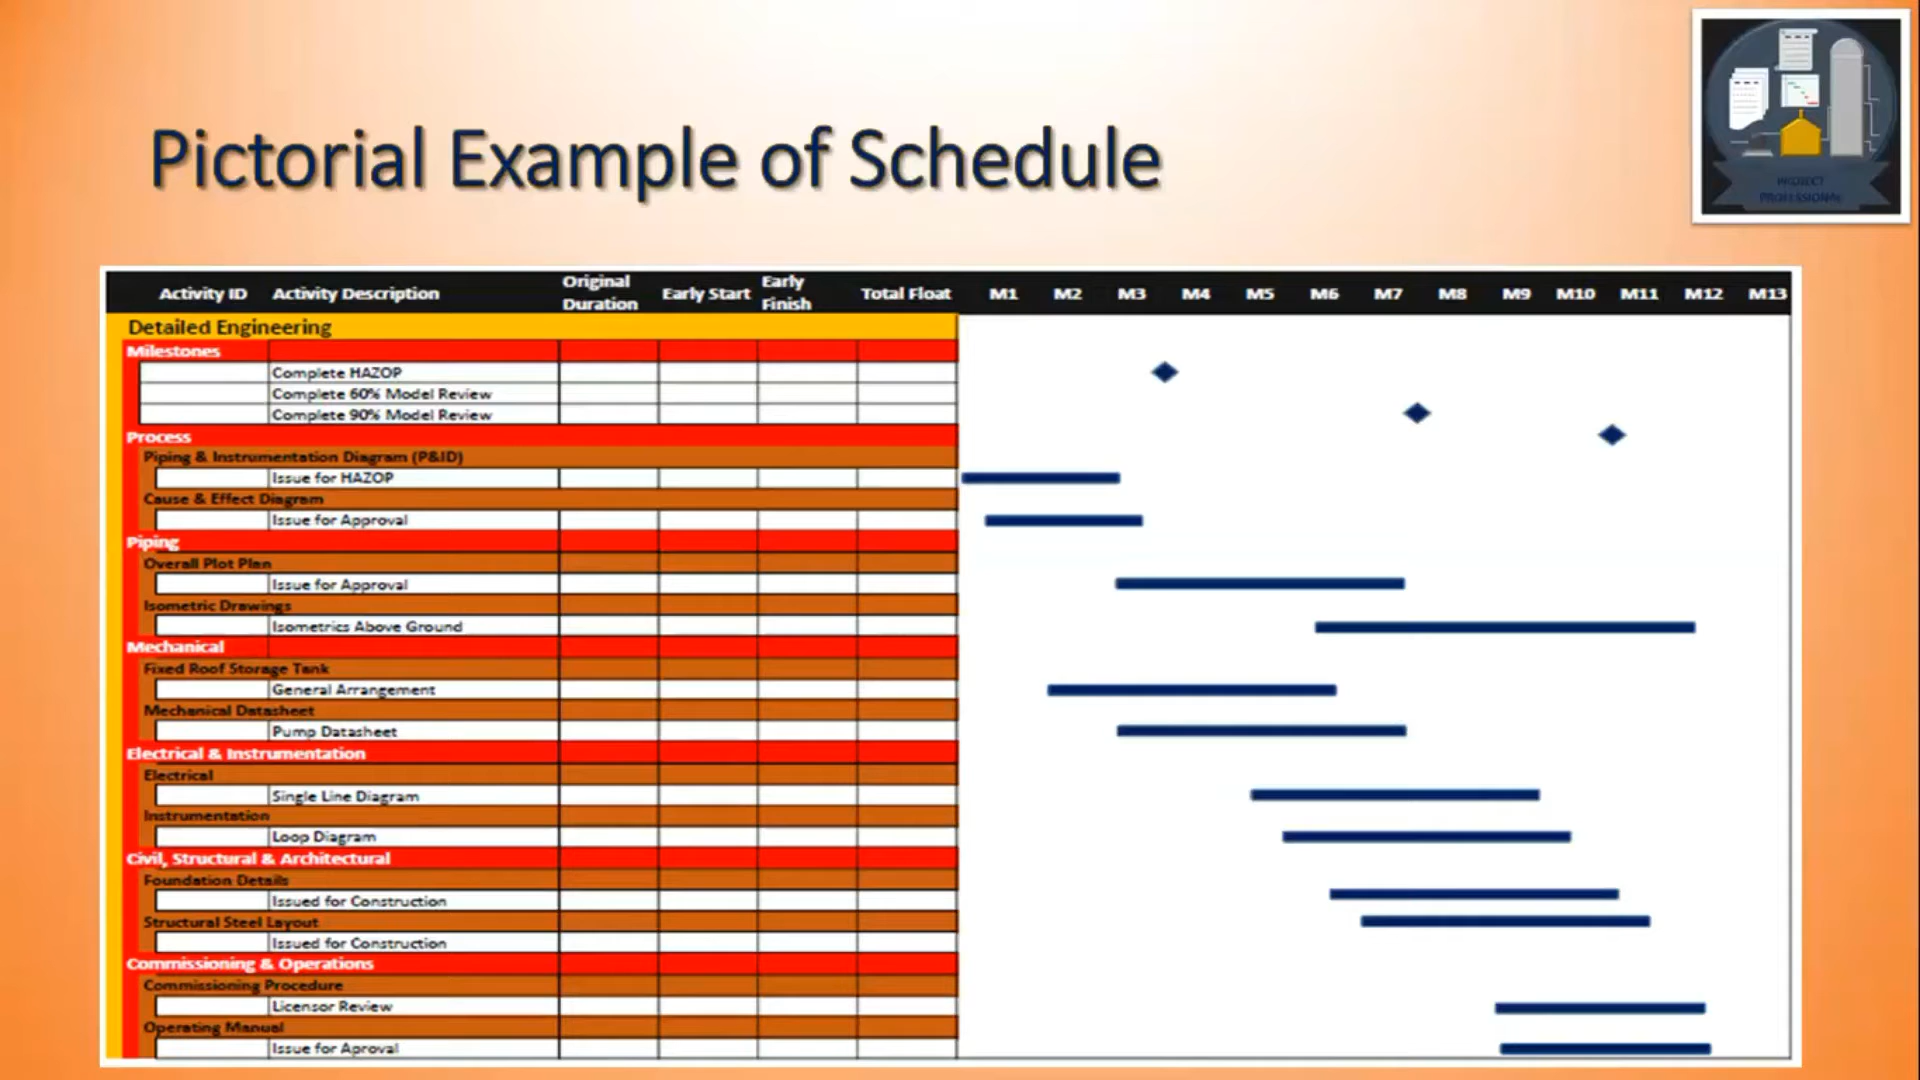 Pictorial Example of Schedule
PROJECT
PROFESSIONAL
Activity ID Activity Description Original Duration Early Start Early Finish Total Float M1 M2 M3 M4 M5 M6 M7 M8 M9 M10 M11 M12 M13
Detailed Engineering
Milestones
Complete HAZOP
Complete 60% Model Review
Complete 90% Model Review
Process
Piping & Instrumentation Diagram (P&ID)
Issue for HAZOP
Cause & Effect Diagram
Issue for Approval
Piping
Overall Plot Plan
Issue for Approval
Isometric Drawings
Isometrics Above Ground
Mechanical
Fixed Roof Storage Tank
General Arrangement
Mechanical Datasheet
Pump Datasheet
Electrical & Instrumentation
Electrical
Single Line Diagram
Instrumentation
Loop Diagram
Civil, Structural & Architectural
Foundation Details
Issued for Construction
Structural Steel Layout
Issued for Construction
Commissioning & Operations
Commissioning Procedure
Licensor Review
Operating Manual
Issue for Aproval